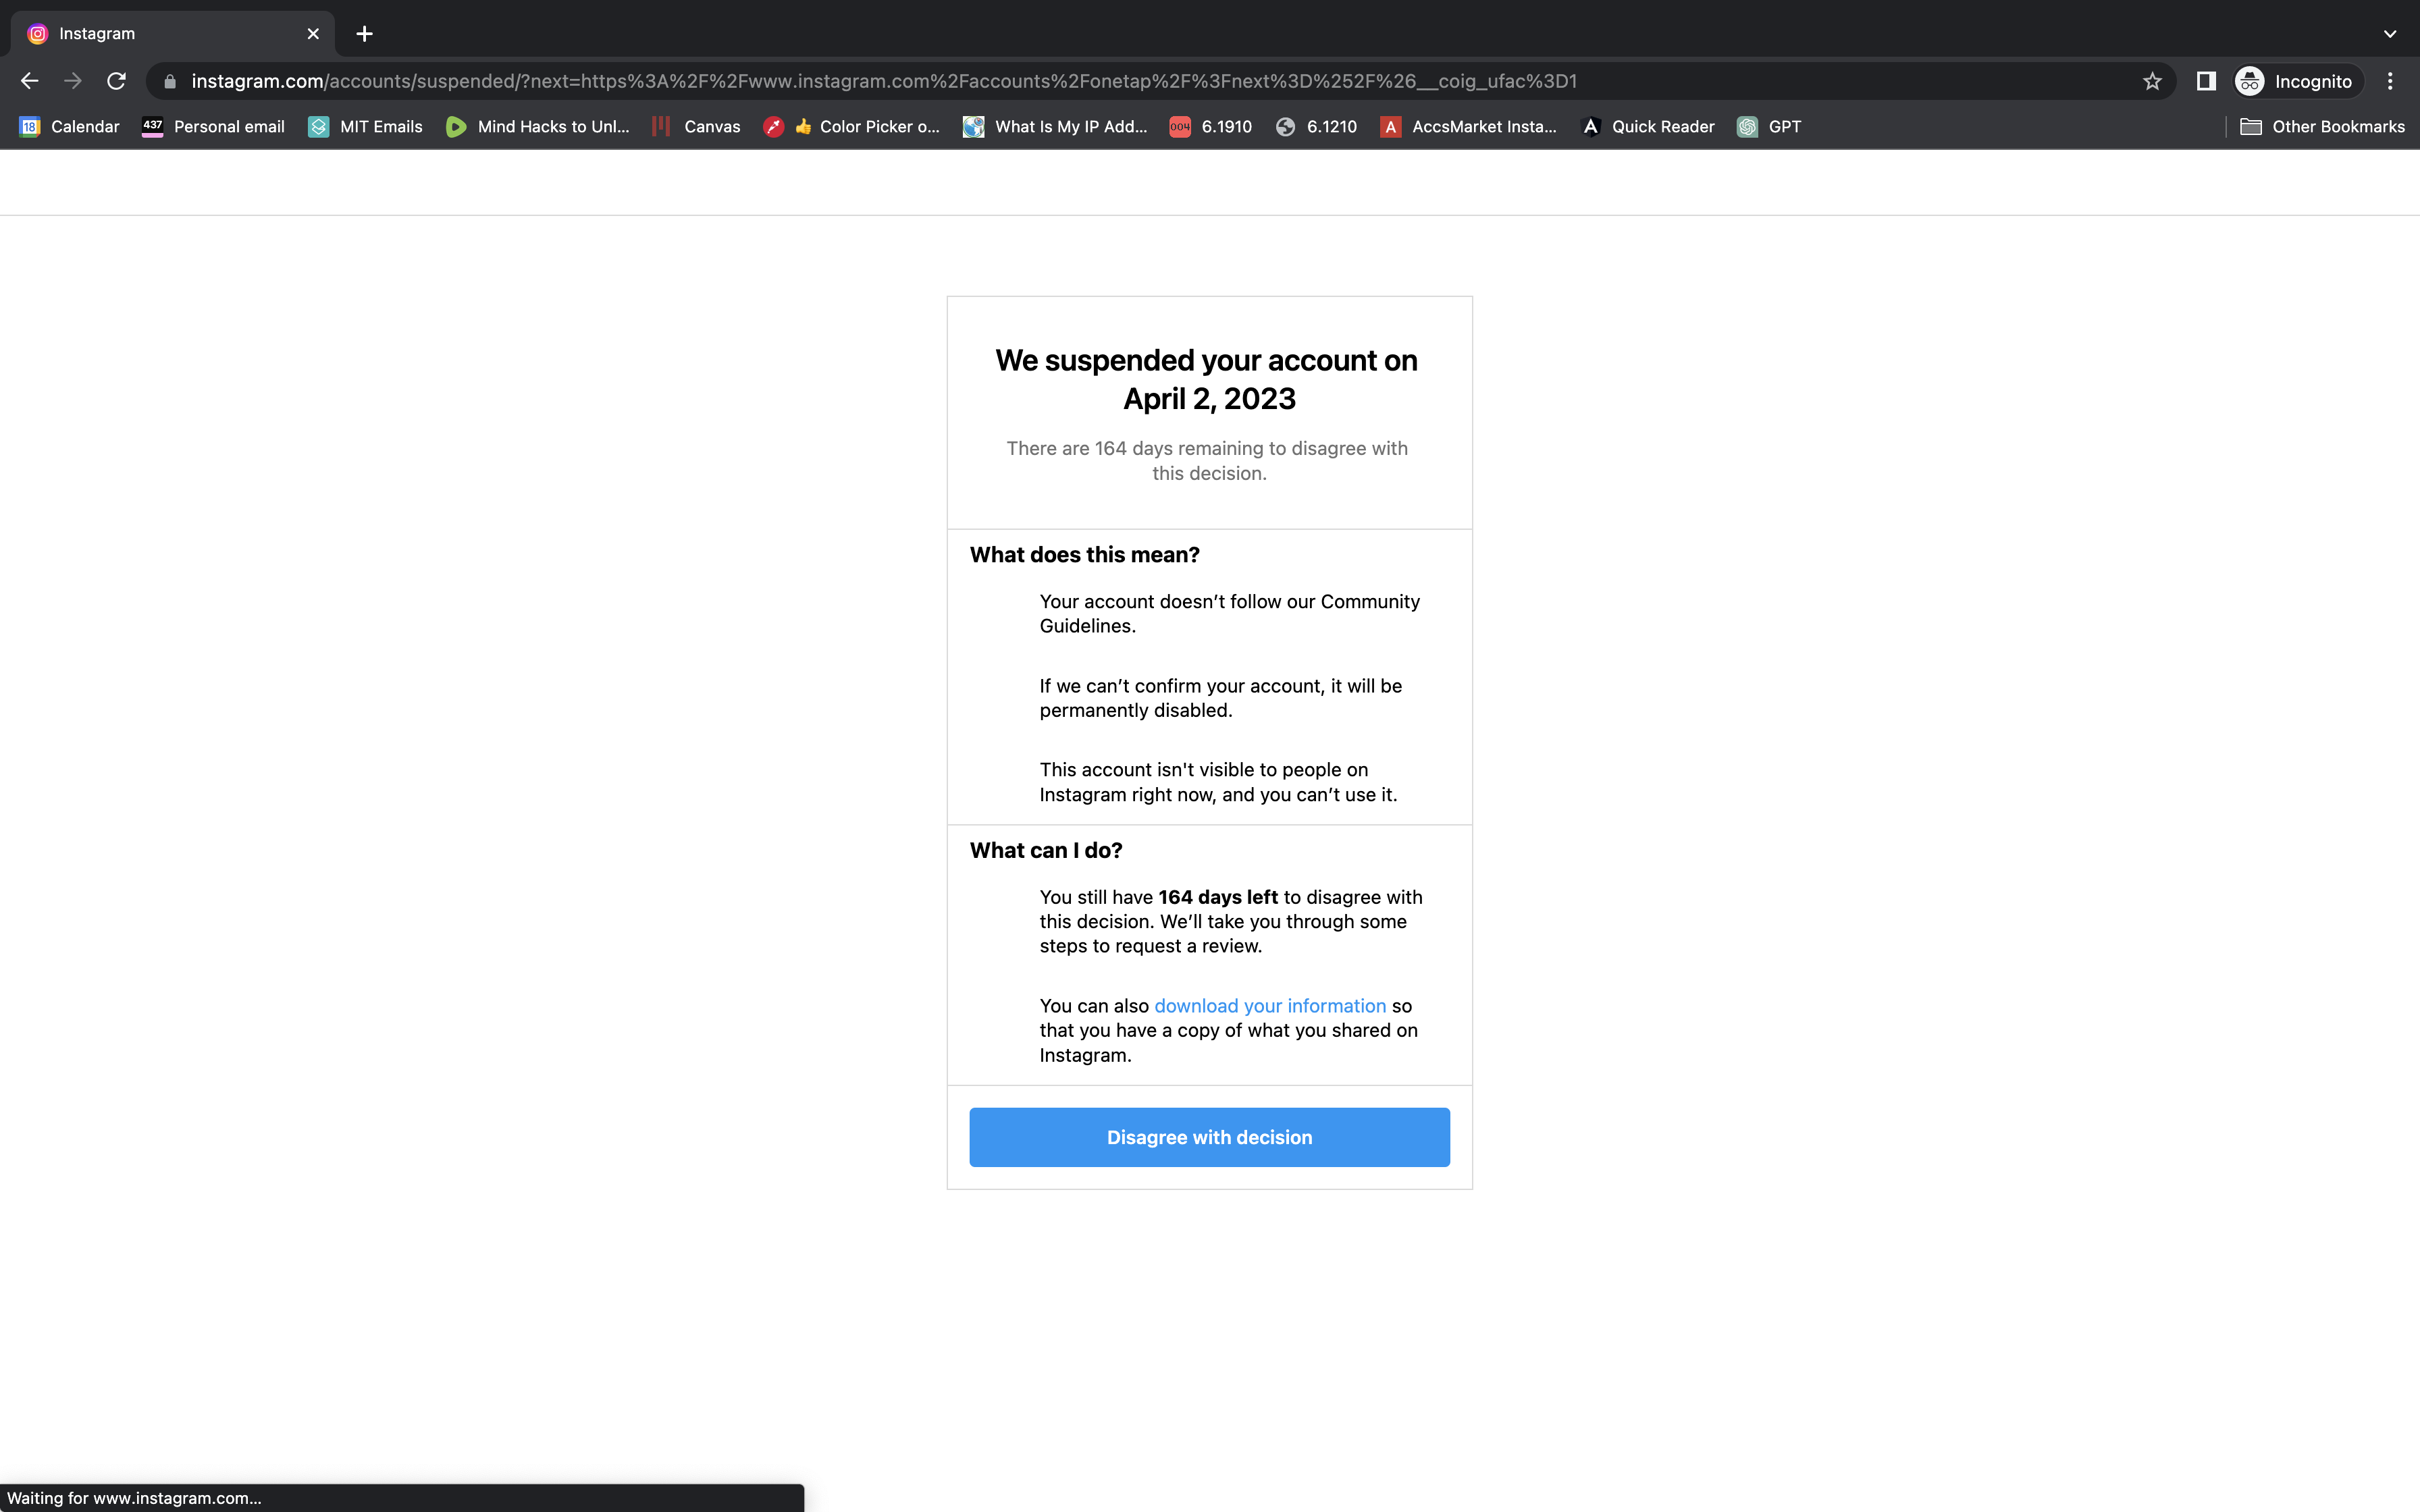 Instagram
instagram.com/accounts/suspended/?next=https%3A%2F%2Fwww.instagram.com%2Faccounts%2Fonetap%2F%3Fnext%3D%252F%26__coig_ufac%3D1
Incognito
18 Calendar 437 Personal email MIT Emails Mind Hacks to Unl... Canvas 👍 Color Picker o... What Is My IP Add... 004 6.1910 6.1210 A AccsMarket Insta... A Quick Reader GPT Other Bookmarks
We suspended your account on
April 2, 2023
There are 164 days remaining to disagree with
this decision.
What does this mean?
Your account doesn’t follow our Community
Guidelines.
If we can’t confirm your account, it will be
permanently disabled.
This account isn't visible to people on
Instagram right now, and you can’t use it.
What can I do?
You still have 164 days left to disagree with
this decision. We’ll take you through some
steps to request a review.
You can also download your information so
that you have a copy of what you shared on
Instagram.
Disagree with decision
Waiting for www.instagram.com...